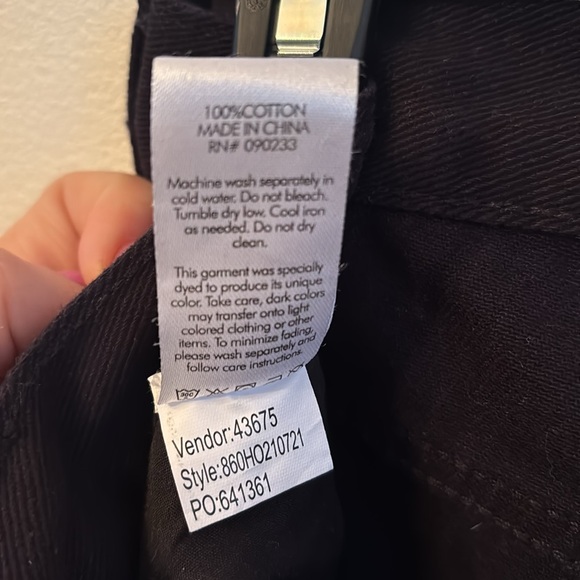 100%COTTON
MADE IN CHINA
RN# 090233
Machine wash separately in
cold water. Do not bleach.
Tumble dry low. Cool iron
as needed. Do not dry
clean.
This garment was specially
dyed to produce its unique
color. Take care, dark colors
may transfer onto light
colored clothing or other
items. To minimize fading,
please wash separately and
follow care instructions.
Vendor:43675
Style:860HO210721
PO:641361